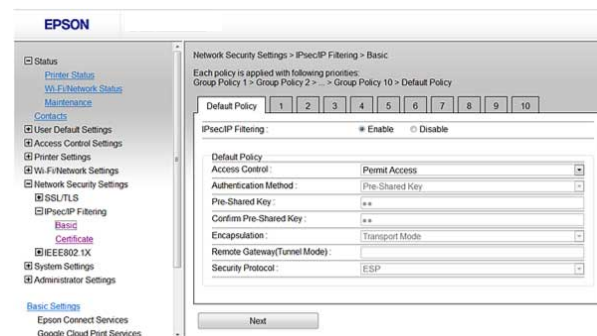 EPSON
Status
Printer Status
Wi-Fi/Network Status
Maintenance
Contacts
User Default Settings
Access Control Settings
Printer Settings
Wi-Fi/Network Settings
Network Security Settings
SSL/TLS
IPsec/IP Filtering
Basic
Certificate
IEEE802.1X
System Settings
Administrator Settings
Basic Settings
Epson Connect Services
Google Cloud Print Services
Network Security Settings > IPsec/IP Filtering > Basic
Each policy is applied with following priorities:
Group Policy 1 > Group Policy 2 > ... > Group Policy 10 > Default Policy
Default Policy 1 2 3 4 5 6 7 8 9 10
IPsec/IP Filtering : Enable Disable
Default Policy
Access Control : Permit Access
Authentication Method : Pre-Shared Key
Pre-Shared Key : ••
Confirm Pre-Shared Key : ••
Encapsulation : Transport Mode
Remote Gateway(Tunnel Mode) :
Security Protocol : ESP
Next